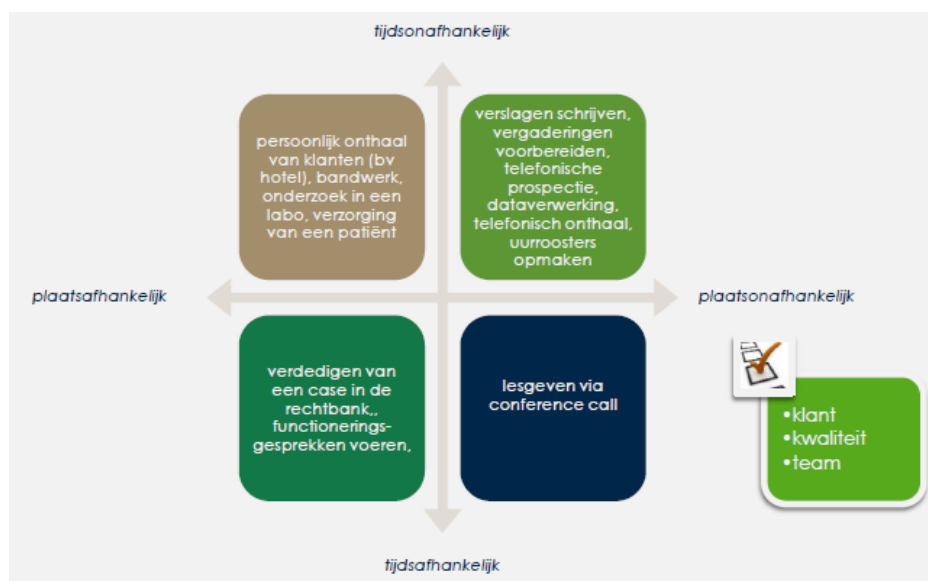 tijdsonafhankelijk
persoonlijk onthaal
van klanten (bv
hotel), bandwerk,
onderzoek in een
labo, verzorging
van een patiënt
verslagen schrijven,
vergaderingen
voorbereiden,
telefonische
prospectie,
dataverwerking,
telefonisch onthaal,
uurroosters
opmaken
plaatsafhankelijk
plaatsonafhankelijk
verdedigen van
een case in de
rechtbank,,
functionerings-
gesprekken voeren,
lesgeven via
conference call
•klant
•kwaliteit
•team
tijdsafhankelijk